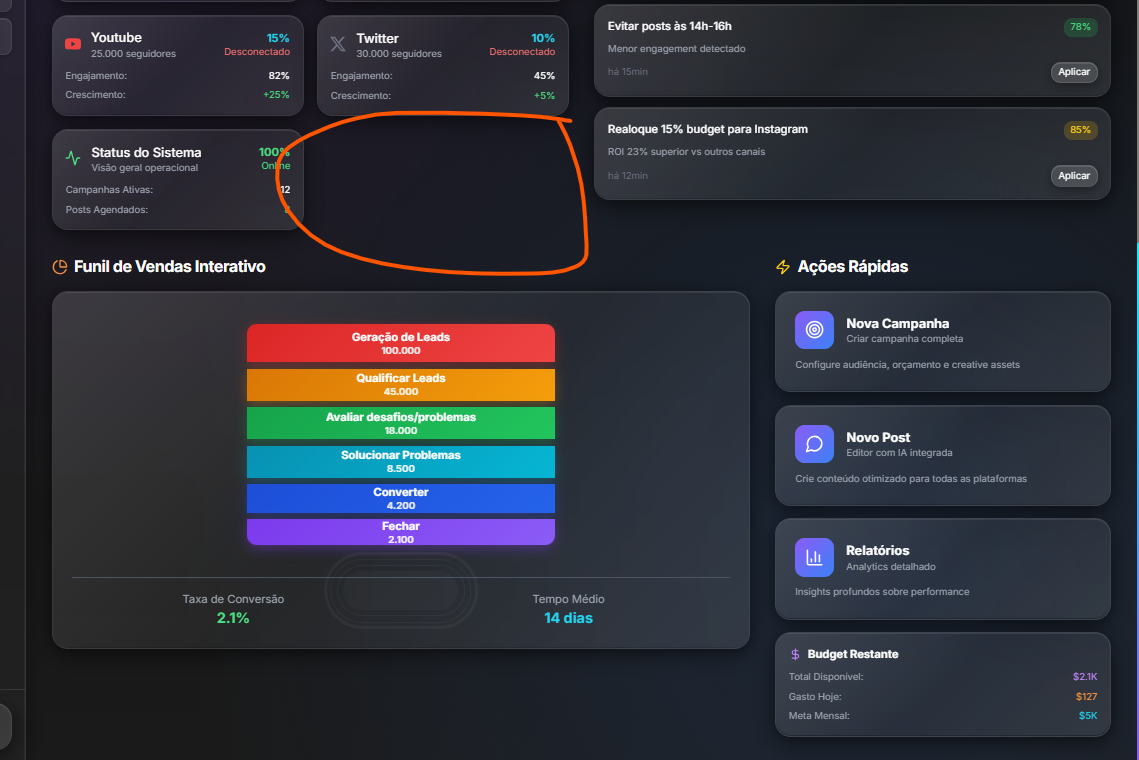 Youtube
15%
25.000 seguidores
Desconectado
Engajamento:
82%
Crescimento:
+25%
Twitter
10%
30.000 seguidores
Desconectado
Engajamento:
45%
Crescimento:
+5%
Evitar posts às 14h-16h
78%
Menor engagement detectado
há 15min
Aplicar
Status do Sistema
100%
Visão geral operacional
Online
Campanhas Ativas:
12
Posts Agendados:
Realoque 15% budget para Instagram
85%
ROI 23% superior vs outros canais
há 12min
Aplicar
Funil de Vendas Interativo
Geração de Leads
100.000
Qualificar Leads
45.000
Avaliar desafios/problemas
18.000
Solucionar Problemas
8.500
Converter
4.200
Fechar
2.100
Taxa de Conversão
2.1%
Tempo Médio
14 dias
Ações Rápidas
Nova Campanha
Criar campanha completa
Configure audiência, orçamento e creative assets
Novo Post
Editor com IA integrada
Crie conteúdo otimizado para todas as plataformas
Relatórios
Analytics detalhado
Insights profundos sobre performance
Budget Restante
Total Disponível:
$2.1K
Gasto Hoje:
$127
Meta Mensal:
$5K